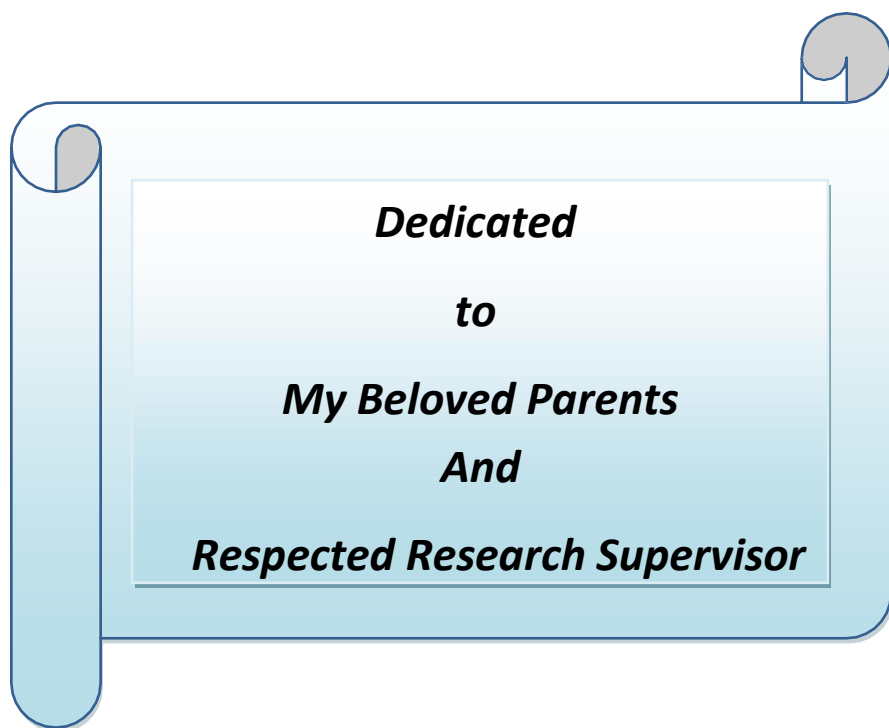 Dedicated
to
My Beloved Parents
And
Respected Research Supervisor